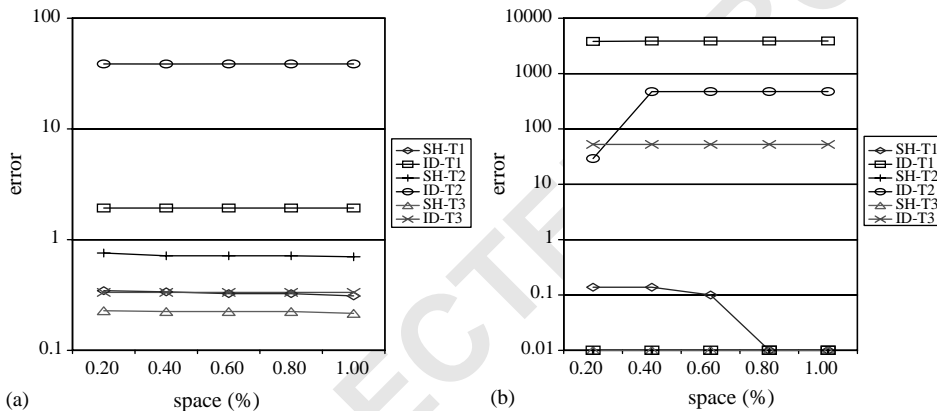 100
10
1
0.1
error
0.20 0.40 0.60 0.80 1.00
space (%)
(a)
SH-T1
ID-T1
SH-T2
ID-T2
SH-T3
ID-T3
10000
1000
100
10
1
0.1
0.01
error
0.20 0.40 0.60 0.80 1.00
space (%)
(b)
SH-T1
ID-T1
SH-T2
ID-T2
SH-T3
ID-T3